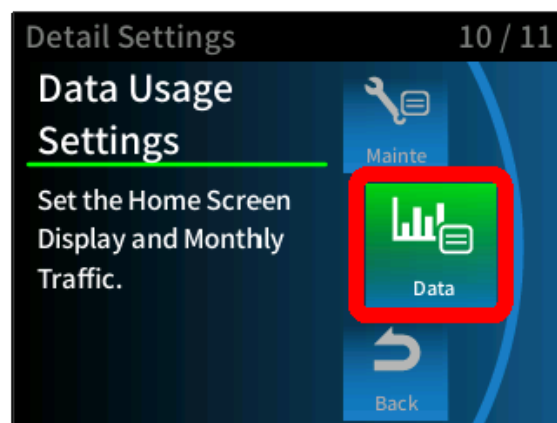 Detail Settings 10 / 11
Data Usage
Settings
Mainte
Set the Home Screen
Display and Monthly
Traffic.
Data
Back